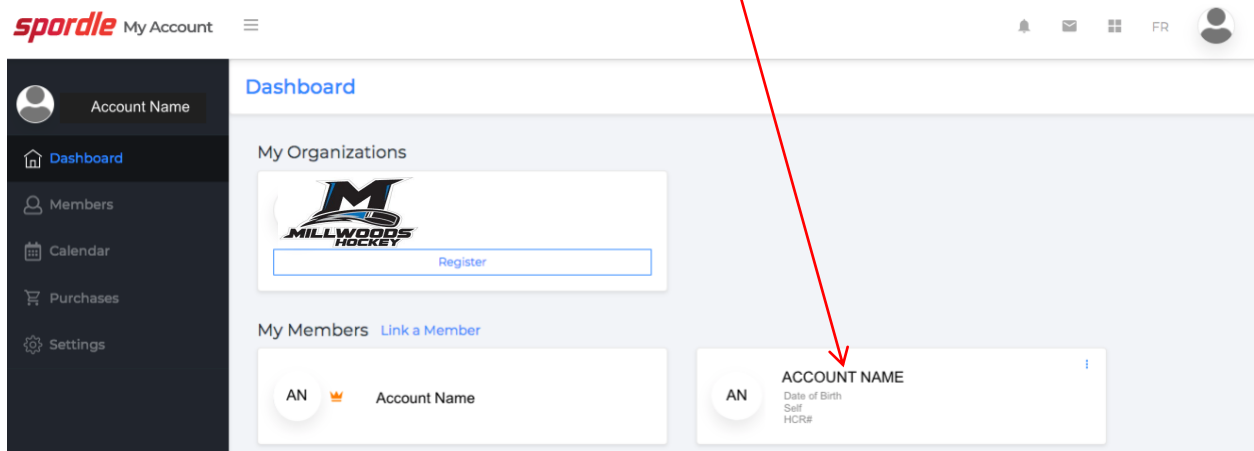 spordle My Account
FR
Account Name
Dashboard
Members
Calendar
Purchases
Settings
Dashboard
My Organizations
M
MILLWOODS
HOCKEY
Register
My Members Link a Member
AN Account Name
AN
ACCOUNT NAME
Date of Birth
Self
HCR#